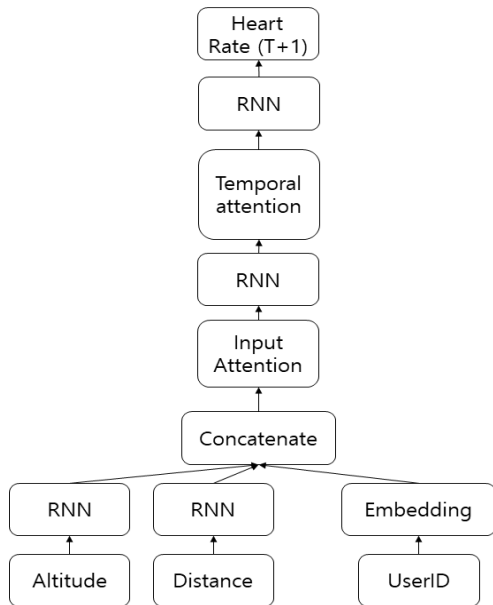 Heart
Rate (T+1)
RNN
Temporal
attention
RNN
Input
Attention
Concatenate
RNN
RNN
Embedding
Altitude
Distance
UserID